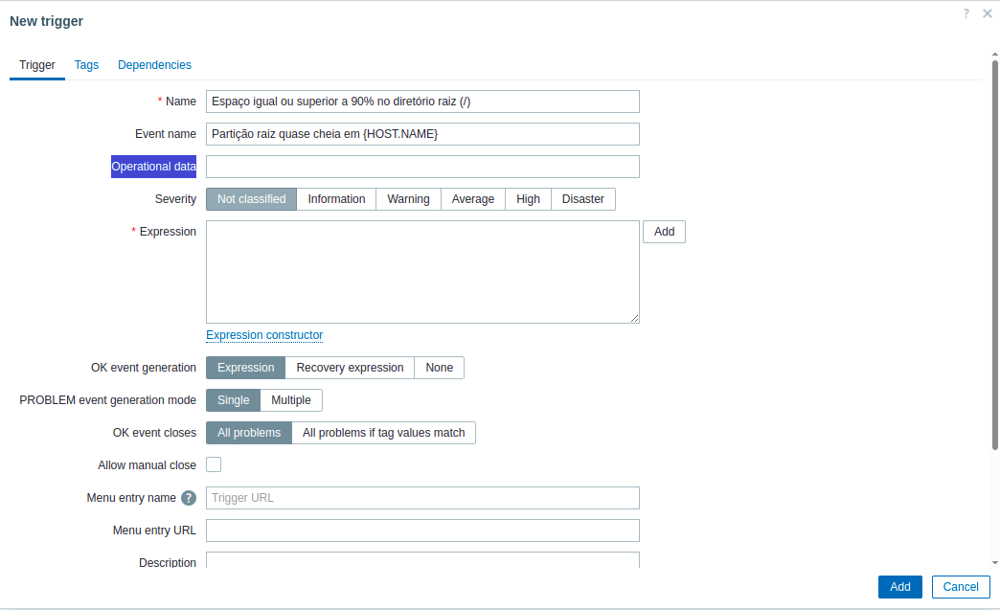 New trigger
? ×
Trigger Tags Dependencies
* Name Espaço igual ou superior a 90% no diretório raiz (/)
Event name Partição raiz quase cheia em {HOST.NAME}
Operational data
Severity Not classified Information Warning Average High Disaster
* Expression Add
Expression constructor
OK event generation Expression Recovery expression None
PROBLEM event generation mode Single Multiple
OK event closes All problems All problems if tag values match
Allow manual close
Menu entry name ? Trigger URL
Menu entry URL
Description
Add Cancel